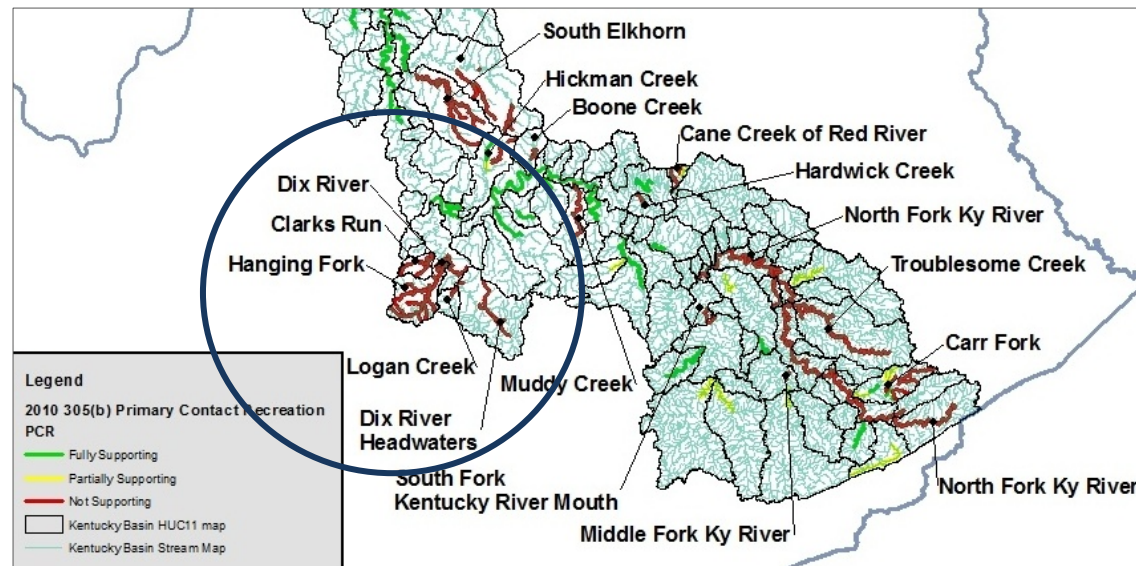 South Elkhorn
Hickman Creek
Boone Creek
Cane Creek of Red River
Hardwick Creek
Dix River
North Fork Ky River
Clarks Run
Troublesome Creek
Hanging Fork
Carr Fork
Logan Creek
Muddy Creek
Dix River
Headwaters
South Fork
Kentucky River Mouth
North Fork Ky River
Middle Fork Ky River
Legend
2010 305(b) Primary Contact Recreation
PCR
Fully Supporting
Partially Supporting
Not Supporting
Kentucky Basin HUC11 map
Kentucky Basin Stream Map